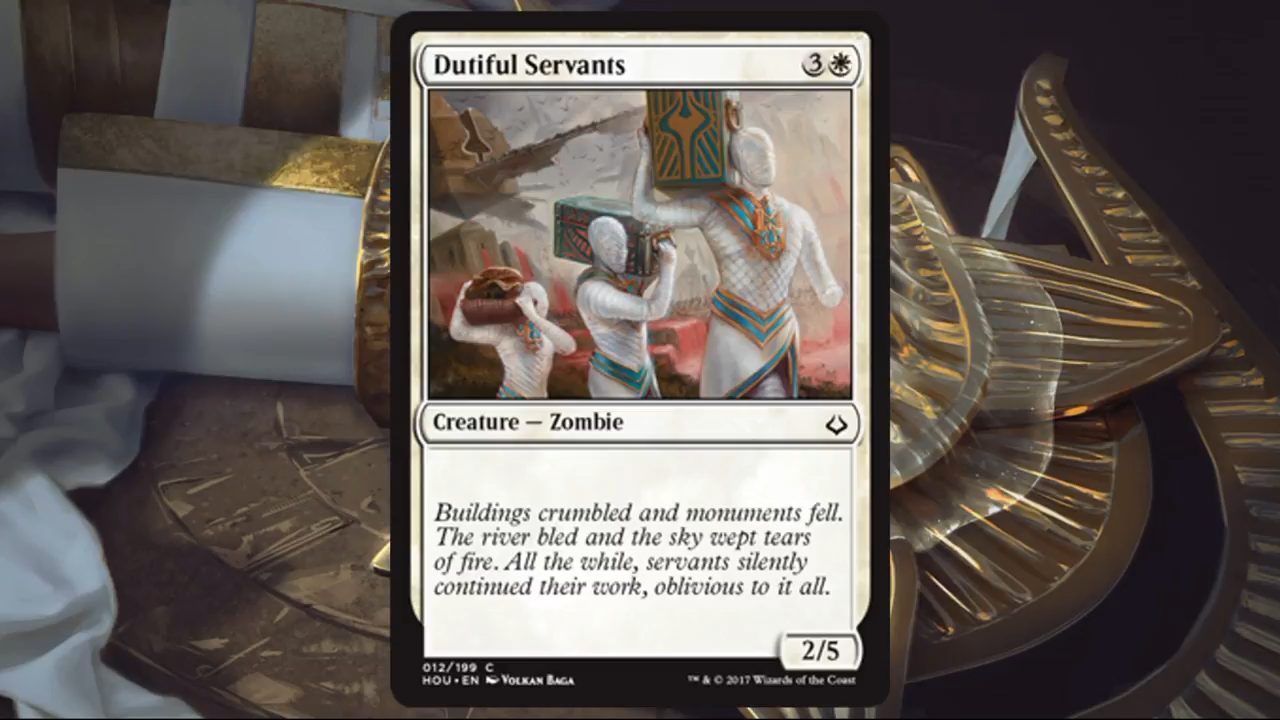 Dutiful Servants 3
Creature — Zombie
Buildings crumbled and monuments fell.
The river bled and the sky wept tears
of fire. All the while, servants silently
continued their work, oblivious to it all.
2/5
012/199 C
HOU • EN VOLKAN BAGA
™ & © 2017 Wizards of the Coast